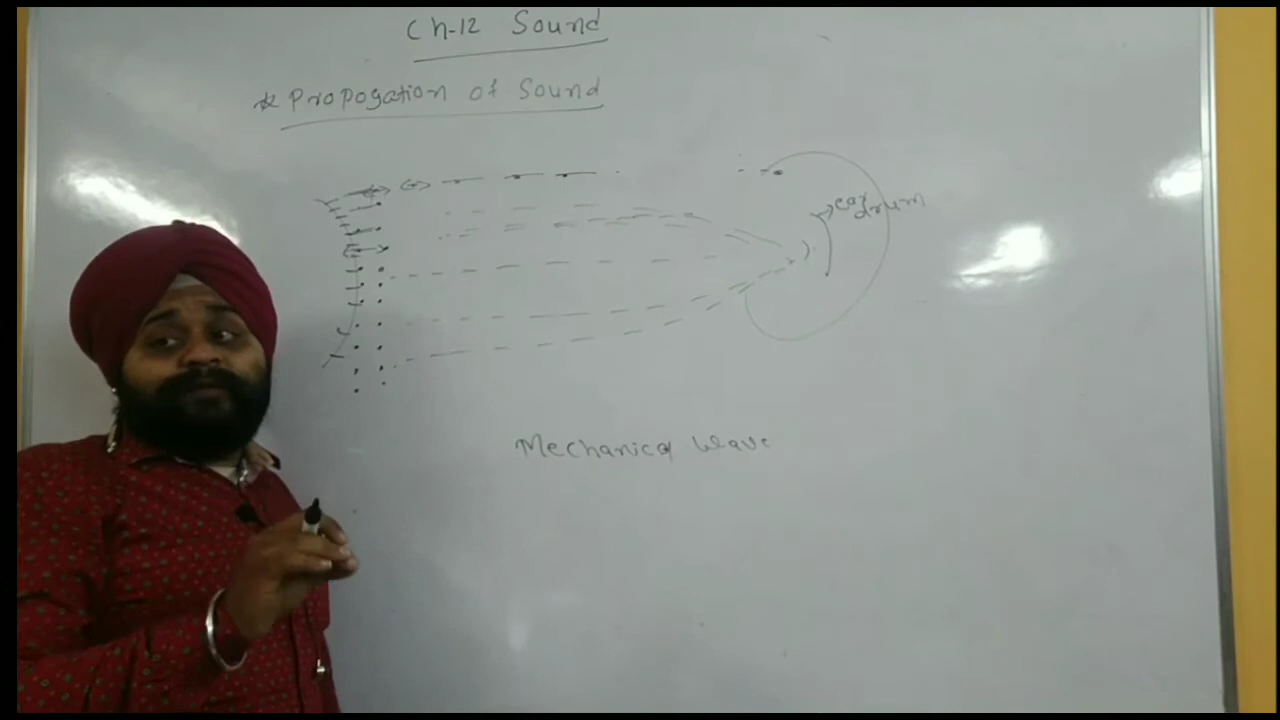 Ch-12 Sound
* Propogation of Sound
ear
drum
Mechanical Wave